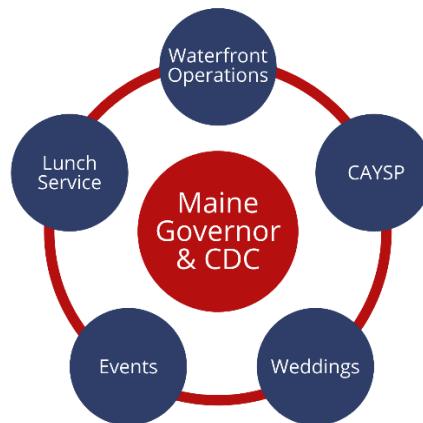 Waterfront
Operations
Lunch
Service
CAYSP
Maine
Governor
& CDC
Events
Weddings